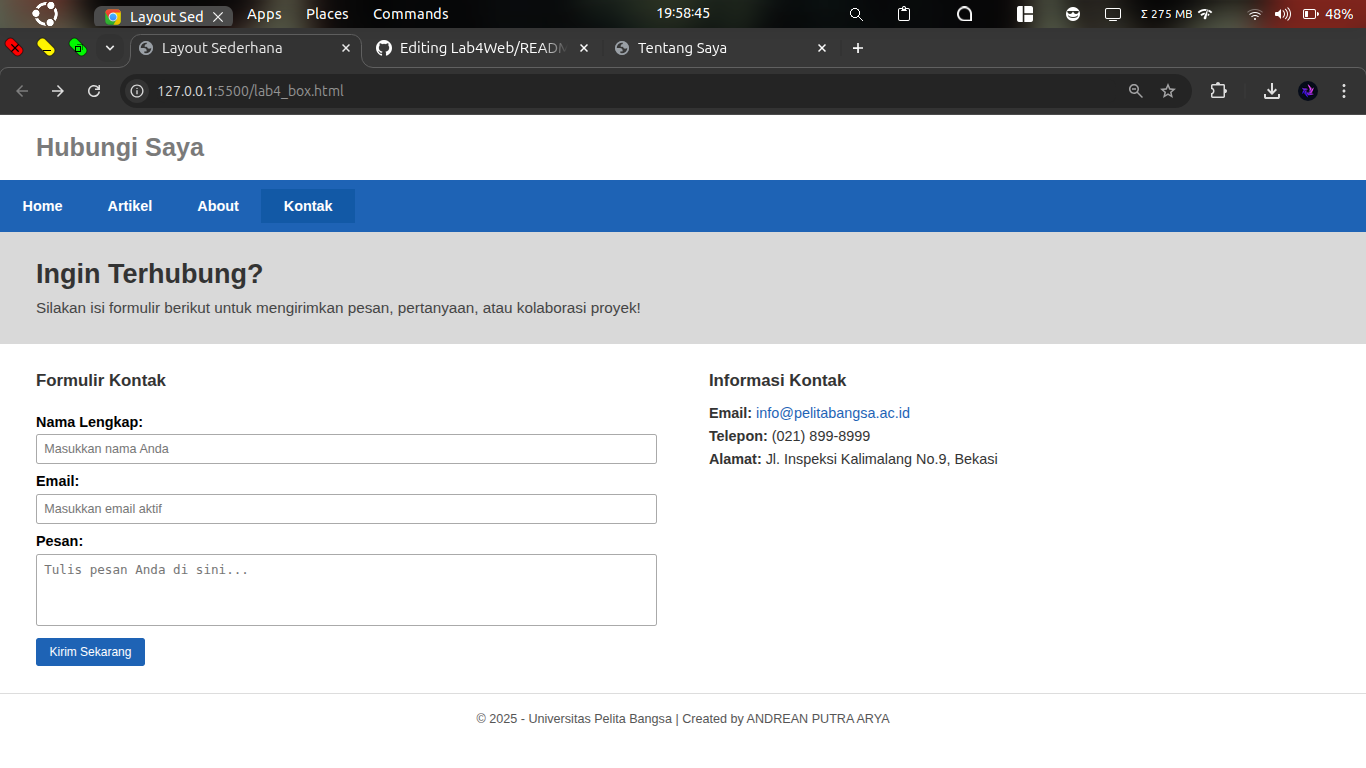 Layout Sed
Apps
Places
Commands
19:58:45
Σ 275 MB
48%
Layout Sederhana
Editing Lab4Web/READM
Tentang Saya
127.0.0.1:5500/lab4_box.html
Hubungi Saya
Home
Artikel
About
Kontak
Ingin Terhubung?
Silakan isi formulir berikut untuk mengirimkan pesan, pertanyaan, atau kolaborasi proyek!
Formulir Kontak
Nama Lengkap:
Masukkan nama Anda
Email:
Masukkan email aktif
Pesan:
Tulis pesan Anda di sini...
Kirim Sekarang
Informasi Kontak
Email: info@pelitabangsa.ac.id
Telepon: (021) 899-8999
Alamat: Jl. Inspeksi Kalimalang No.9, Bekasi
© 2025 - Universitas Pelita Bangsa | Created by ANDREAN PUTRA ARYA